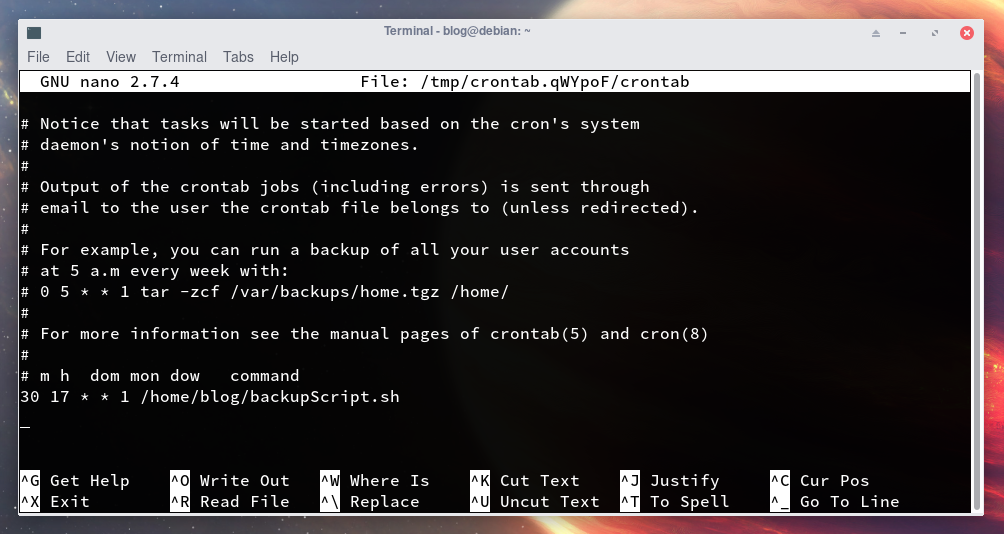 Terminal - blog@debian: ~
File Edit View Terminal Tabs Help
GNU nano 2.7.4 File: /tmp/crontab.qWYpoF/crontab
# Notice that tasks will be started based on the cron's system
# daemon's notion of time and timezones.
#
# Output of the crontab jobs (including errors) is sent through
# email to the user the crontab file belongs to (unless redirected).
#
# For example, you can run a backup of all your user accounts
# at 5 a.m every week with:
# 0 5 * * 1 tar -zcf /var/backups/home.tgz /home/
#
# For more information see the manual pages of crontab(5) and cron(8)
#
# m h  dom mon dow   command
30 17 * * 1 /home/blog/backupScript.sh
^G Get Help ^O Write Out ^W Where Is ^K Cut Text ^J Justify ^C Cur Pos
^X Exit ^R Read File ^\ Replace ^U Uncut Text ^T To Spell ^_ Go To Line